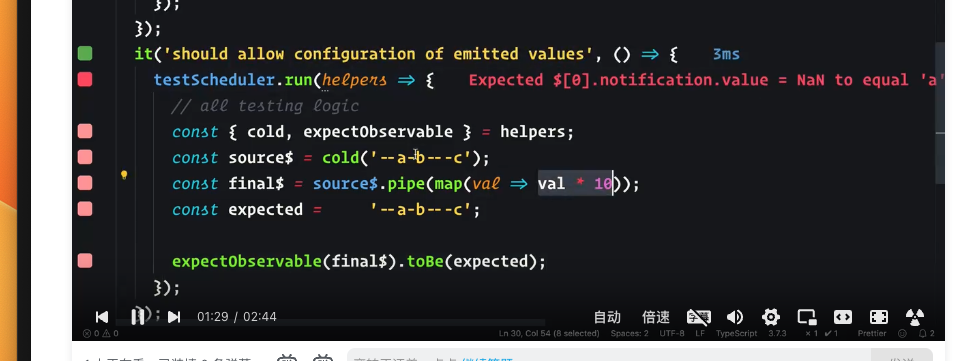 });
});
it('should allow configuration of emitted values', () => { 3ms
testScheduler.run(helpers => { Expected $[0].notification.value = NaN to equal 'a'
// all testing logic
const { cold, expectObservable } = helpers;
const source$ = cold('--a-b---c');
const final$ = source$.pipe(map(val => val * 10));
const expected = '--a-b---c';
expectObservable(final$).toBe(expected);
});
});
01:29 / 02:44 自动 倍速
0 0 Ln 30, Col 54 (8 selected) Spaces: 2 UTF-8 LF TypeScript 3.7.3 × 1 ✓ 1 Prettier 2